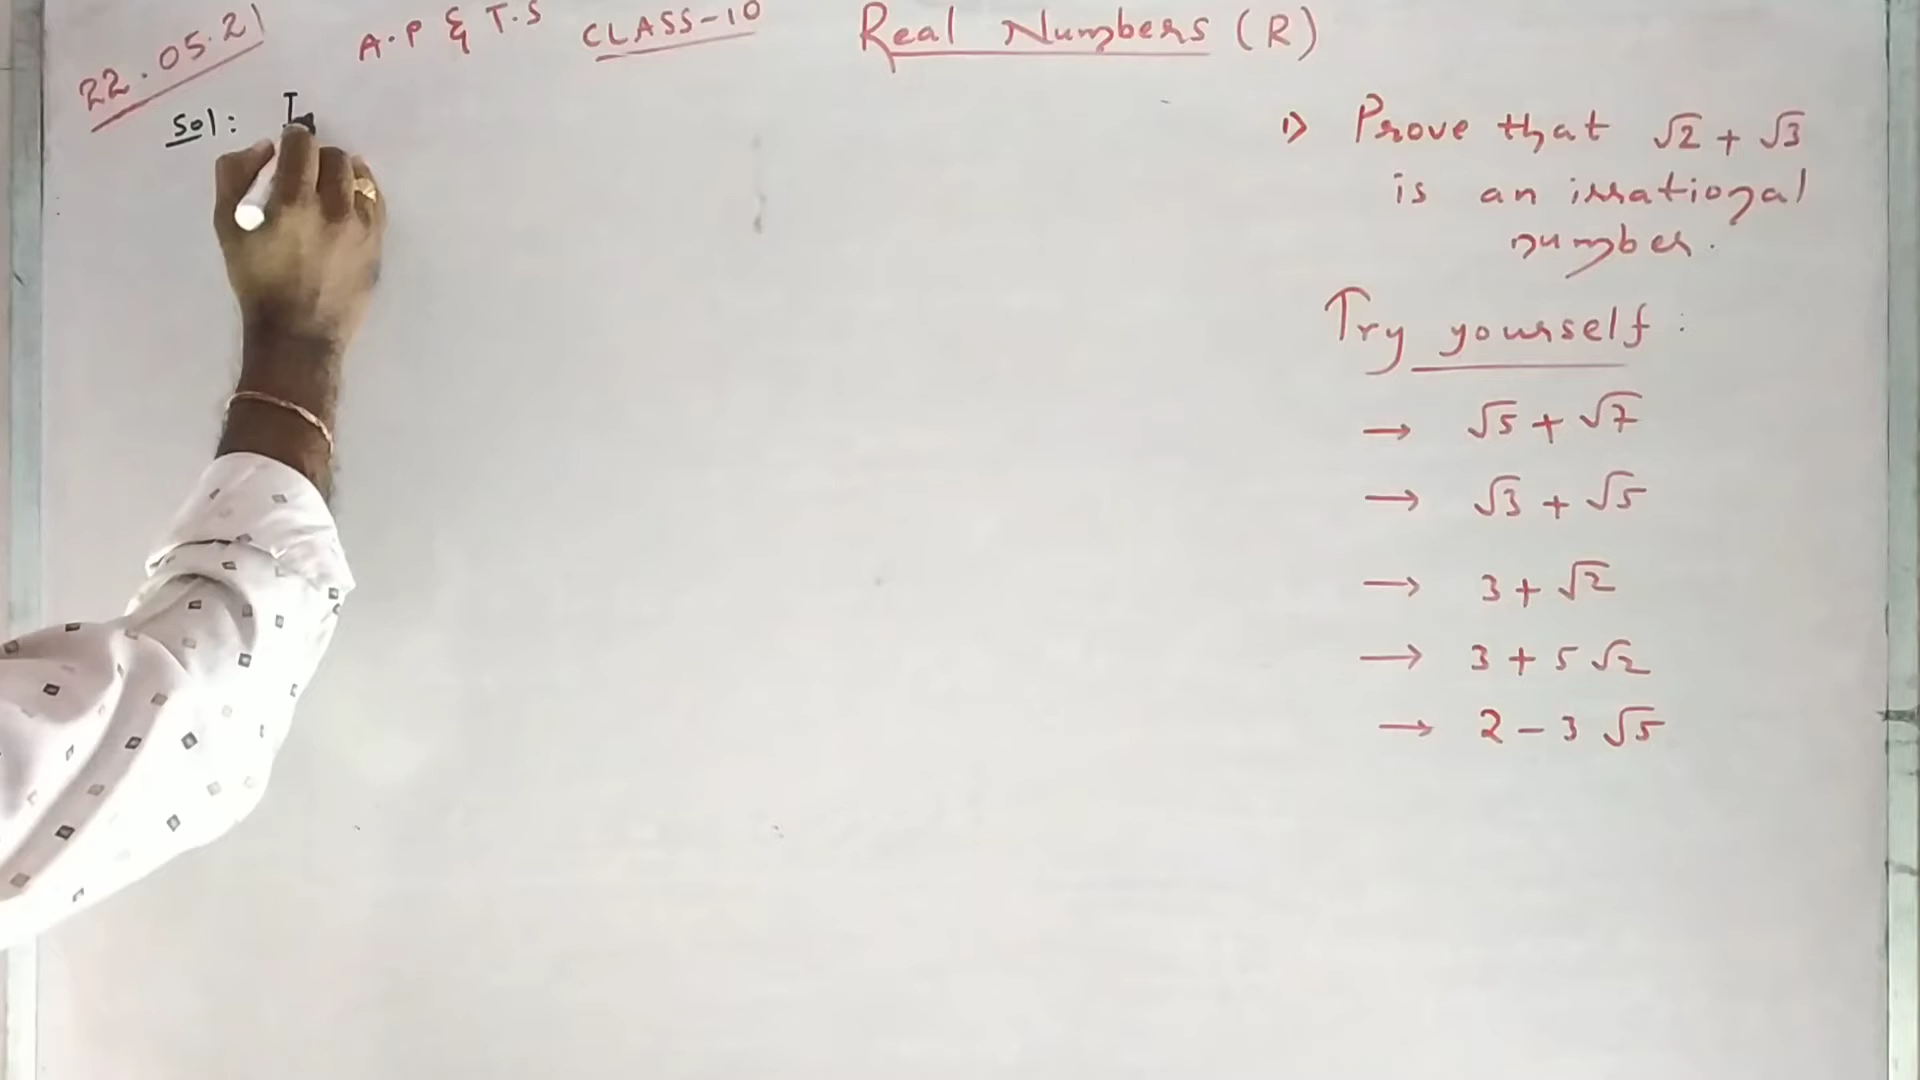 22.05.21 A.P & T.S CLASS-10 Real Numbers (R)
Sol:
1) Prove that √2 + √3
is an irrational
number.
Try yourself:
→ √5 + √7
→ √3 + √5
→ 3 + √2
→ 3 + 5√2
→ 2 - 3√5